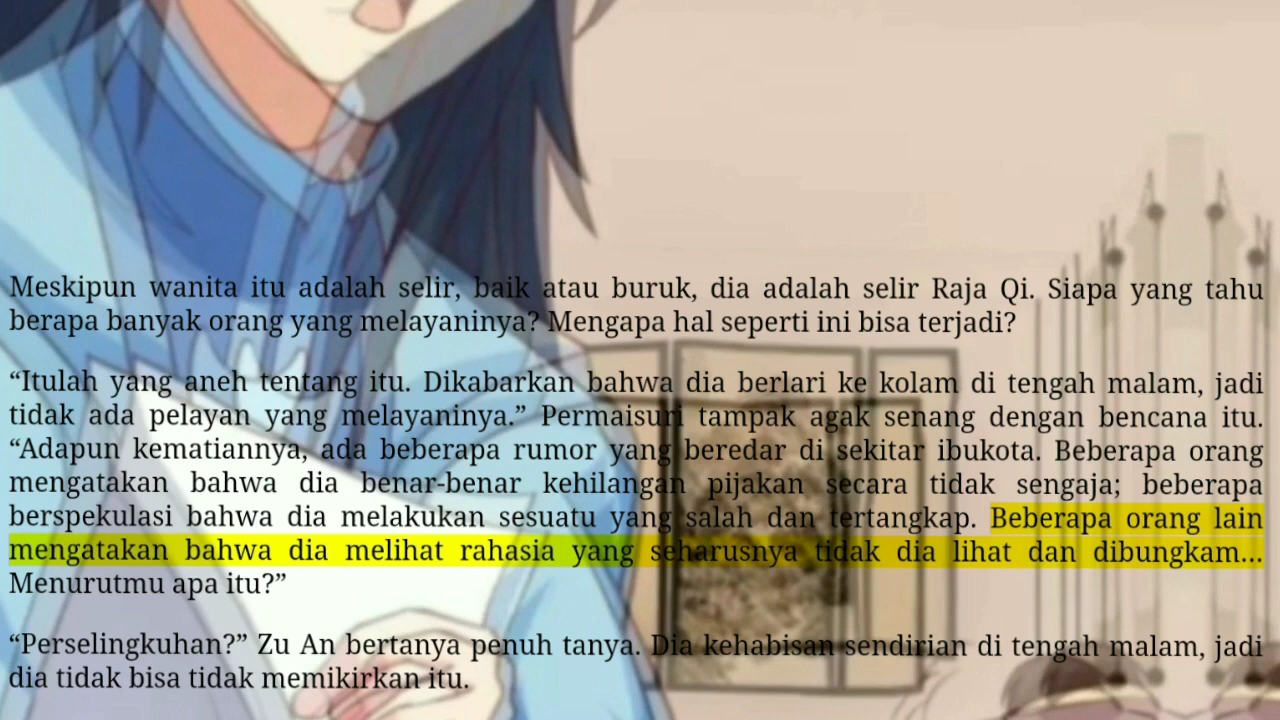 Meskipun wanita itu adalah selir, baik atau buruk, dia adalah selir Raja Qi. Siapa yang tahu
berapa banyak orang yang melayaninya? Mengapa hal seperti ini bisa terjadi?
“Itulah yang aneh tentang itu. Dikabarkan bahwa dia berlari ke kolam di tengah malam, jadi
tidak ada pelayan yang melayaninya.” Permaisuri tampak agak senang dengan bencana itu.
“Adapun kematiannya, ada beberapa rumor yang beredar di sekitar ibukota. Beberapa orang
mengatakan bahwa dia benar-benar kehilangan pijakan secara tidak sengaja; beberapa
berspekulasi bahwa dia melakukan sesuatu yang salah dan tertangkap. Beberapa orang lain
mengatakan bahwa dia melihat rahasia yang seharusnya tidak dia lihat dan dibungkam...
Menurutmu apa itu?”
“Perselingkuhan?” Zu An bertanya penuh tanya. Dia kehabisan sendirian di tengah malam, jadi
dia tidak bisa tidak memikirkan itu.